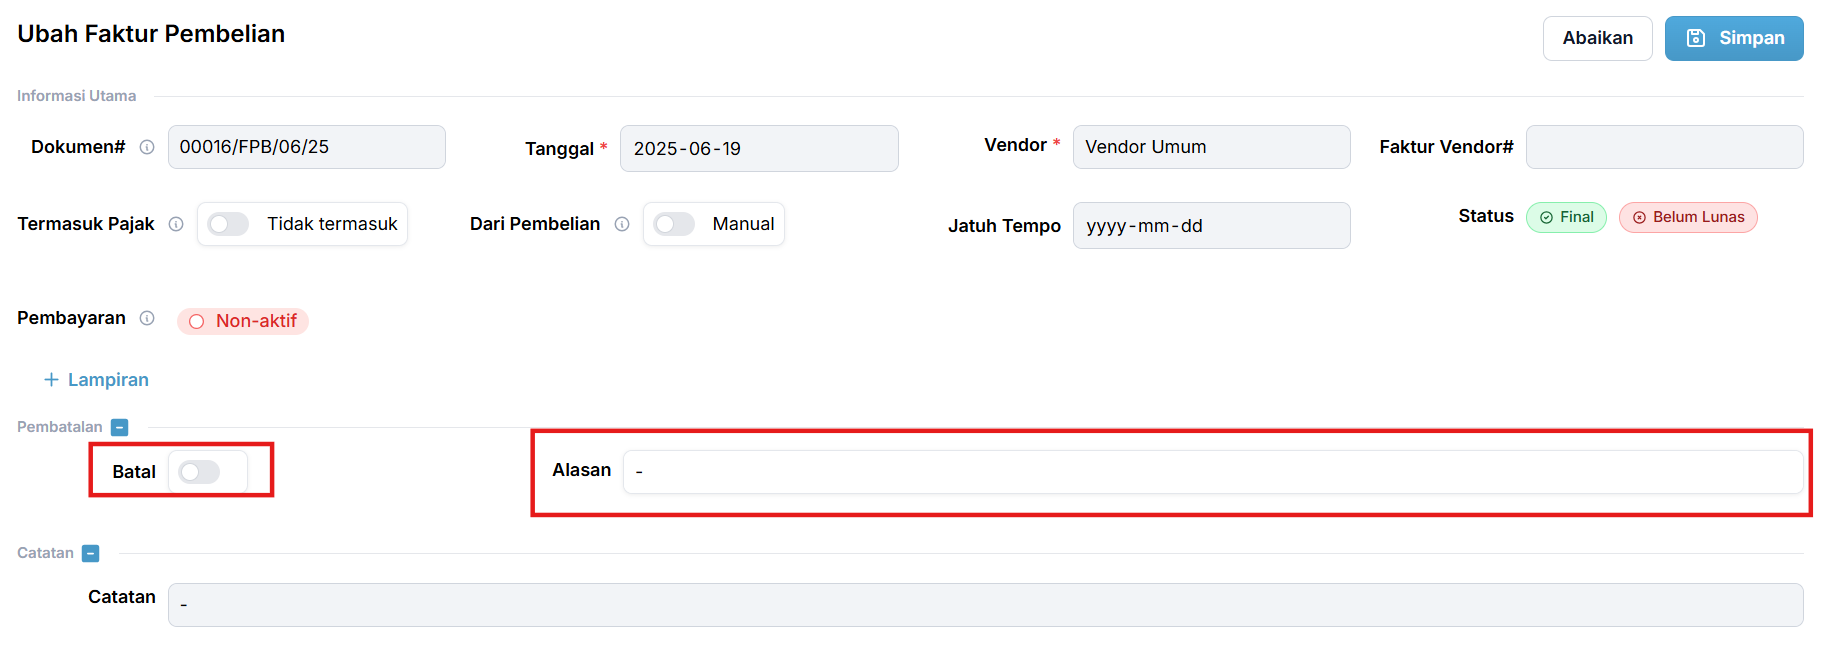 Ubah Faktur Pembelian
Abaikan
Simpan
Informasi Utama
Dokumen# 00016/FPB/06/25
Tanggal * 2025-06-19
Vendor * Vendor Umum
Faktur Vendor#
Termasuk Pajak Tidak termasuk
Dari Pembelian Manual
Jatuh Tempo yyyy-mm-dd
Status Final Belum Lunas
Pembayaran Non-aktif
+ Lampiran
Pembatalan
Batal
Alasan -
Catatan
Catatan -